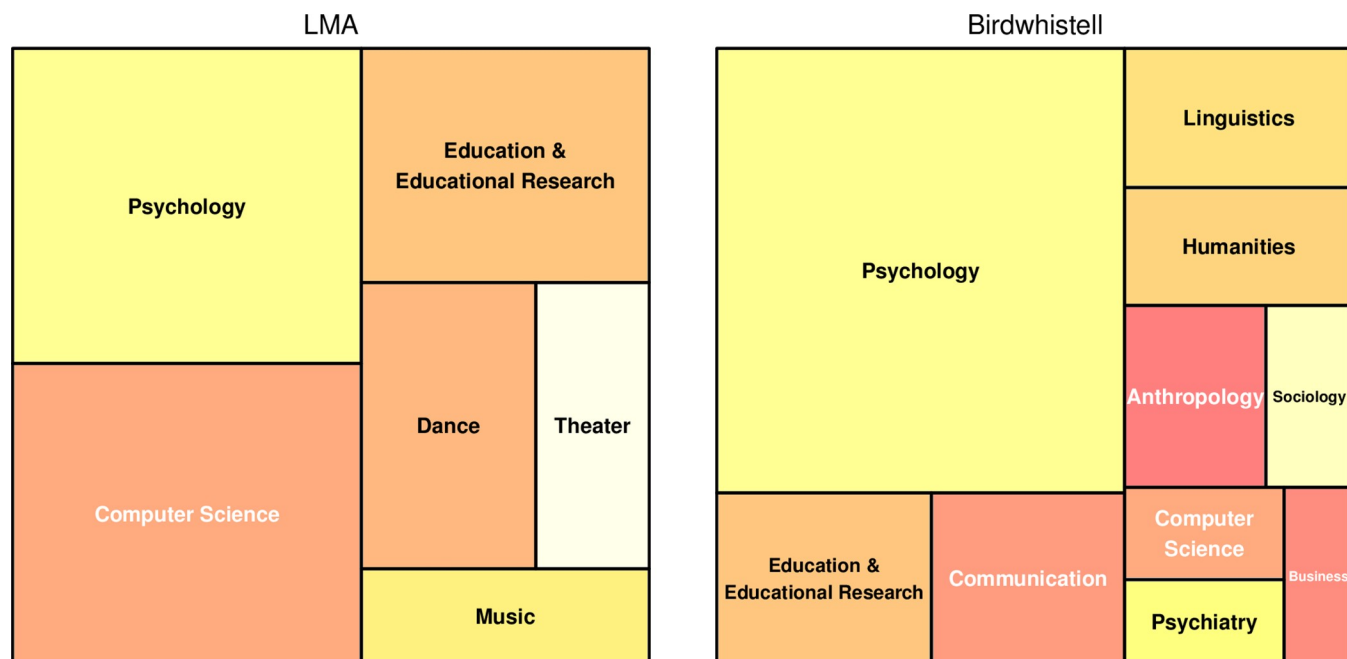 LMA
Psychology
Education &
Educational Research
Computer Science
Dance
Theater
Music
Birdwhistell
Psychology
Linguistics
Humanities
Anthropology
Sociology
Education &
Educational Research
Communication
Computer
Science
Business
Psychiatry